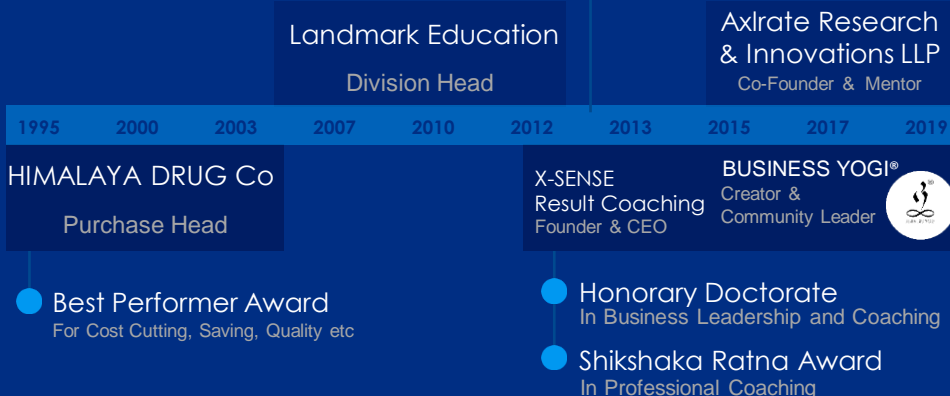 Landmark Education
Division Head
Axlrate Research
& Innovations LLP
Co-Founder & Mentor
1995 2000 2003 2007 2010 2012 2013 2015 2017 2019
HIMALAYA DRUG Co
Purchase Head
X-SENSE
Result Coaching
Founder & CEO
BUSINESS YOGI®
Creator &
Community Leader
Best Performer Award
For Cost Cutting, Saving, Quality etc
Honorary Doctorate
In Business Leadership and Coaching
Shikshaka Ratna Award
In Professional Coaching